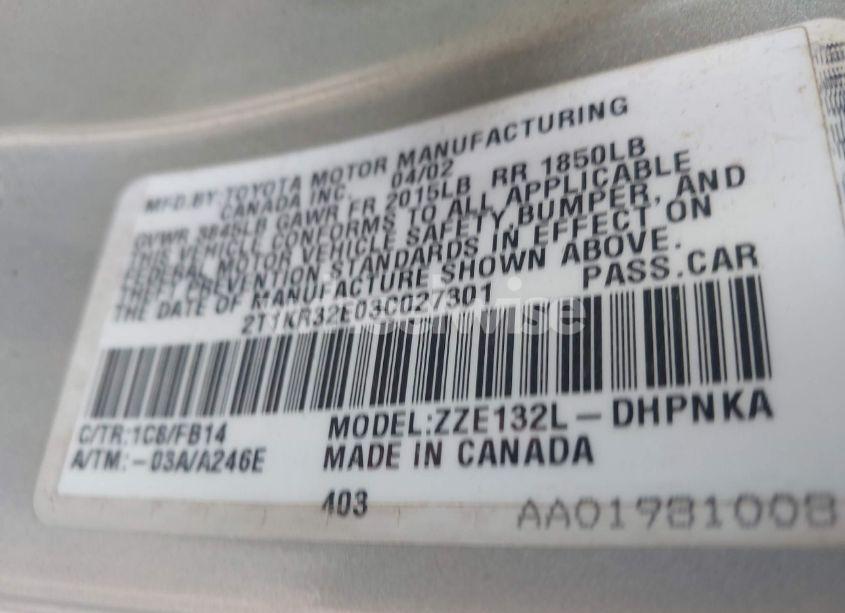 MFD.BY:TOYOTA MOTOR MANUFACTURING
CANADA INC. 04/02
GVWR 3845LB GAWR FR 2015LB RR 1850LB
THIS VEHICLE CONFORMS TO ALL APPLICABLE
FEDERAL MOTOR VEHICLE SAFETY,BUMPER, AND
THEFT PREVENTION STANDARDS IN EFFECT ON
THE DATE OF MANUFACTURE SHOWN ABOVE.
2T1KR32E03C027301 PASS.CAR
C/TR:1C8/FB14 MODEL:ZZE132L-DHPNKA
A/TM:-03A/A246E MADE IN CANADA
403
AA01981008